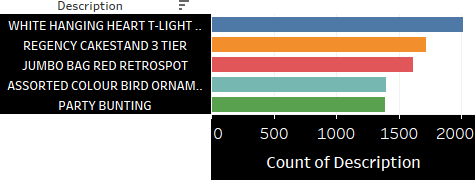 Description
WHITE HANGING HEART T-LIGHT ..
REGENCY CAKESTAND 3 TIER
JUMBO BAG RED RETROSPOT
ASSORTED COLOUR BIRD ORNAM..
PARTY BUNTING
0 500 1000 1500 2000
Count of Description